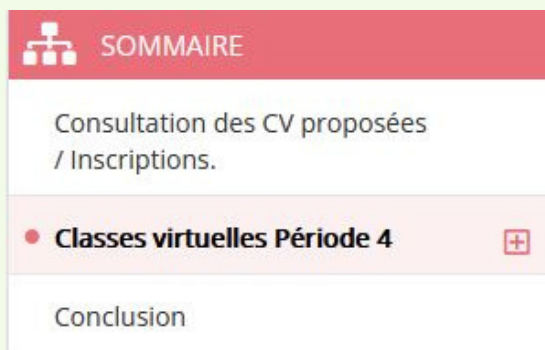 SOMMAIRE
Consultation des CV proposées
/ Inscriptions.
Classes virtuelles Période 4
Conclusion